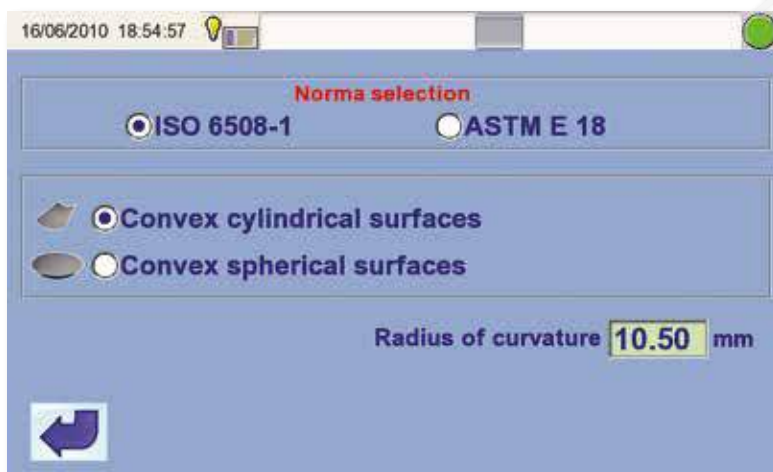 16/06/2010 18:54:57
Norma selection
ISO 6508-1 ASTM E 18
Convex cylindrical surfaces
Convex spherical surfaces
Radius of curvature 10.50 mm